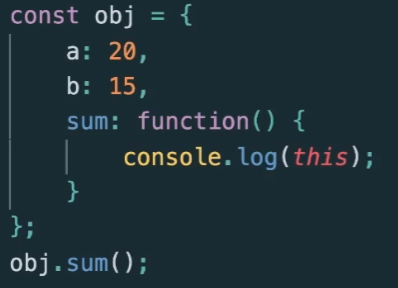 const obj = {
    a: 20,
    b: 15,
    sum: function() {
        console.log(this);
    }
};
obj.sum();